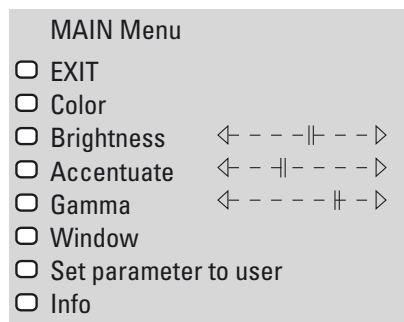 MAIN Menu
EXIT
Color
Brightness
Accentuate
Gamma
Window
Set parameter to user
Info